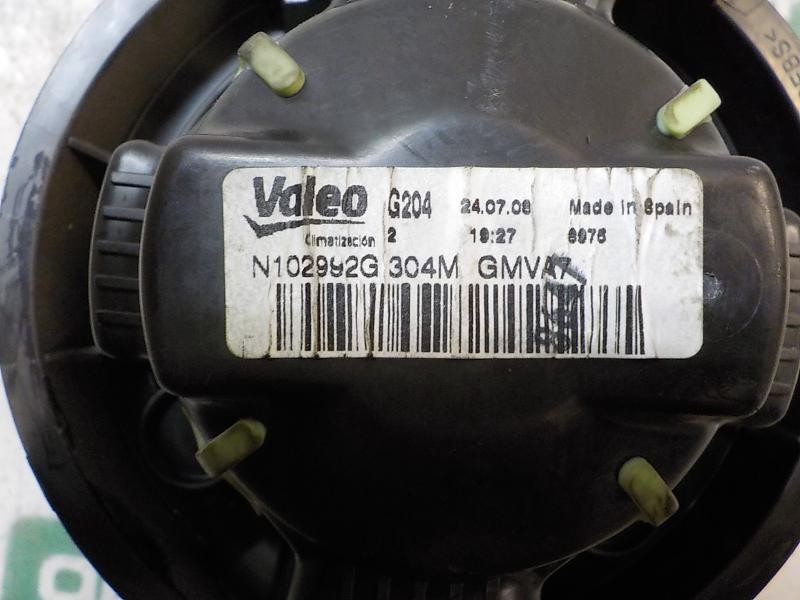 Valeo G204 24.07.08 Made in Spain
Climatización 2 19:27 6976
N102992G 304M GMVA7